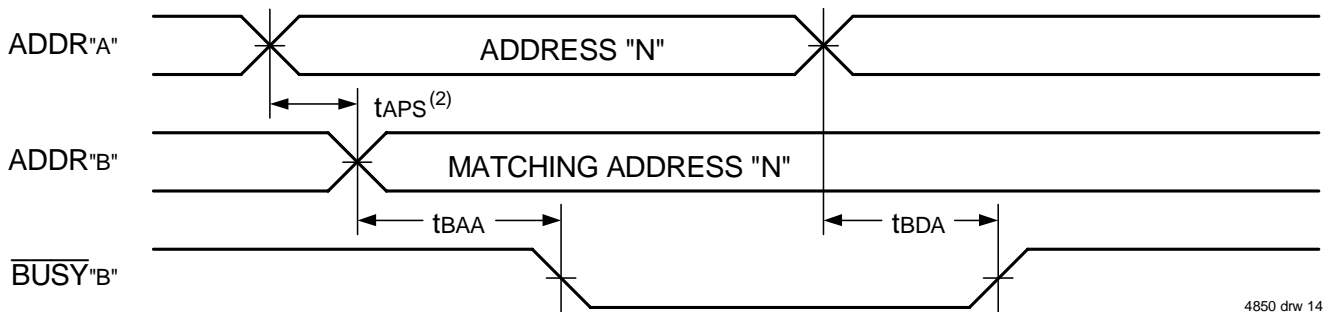 ADDR"A"
ADDRESS "N"
tAPS(2)
ADDR"B"
MATCHING ADDRESS "N"
tBAA
tBDA
BUSY"B"
4850 drw 14